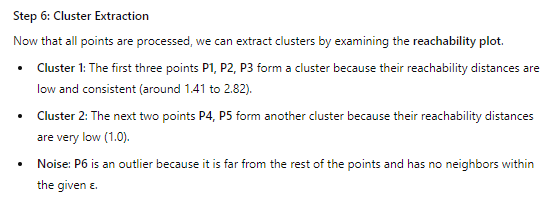 Step 6: Cluster Extraction
Now that all points are processed, we can extract clusters by examining the reachability plot.
• Cluster 1: The first three points P1, P2, P3 form a cluster because their reachability distances are
low and consistent (around 1.41 to 2.82).
• Cluster 2: The next two points P4, P5 form another cluster because their reachability distances
are very low (1.0).
• Noise: P6 is an outlier because it is far from the rest of the points and has no neighbors within
the given ε.